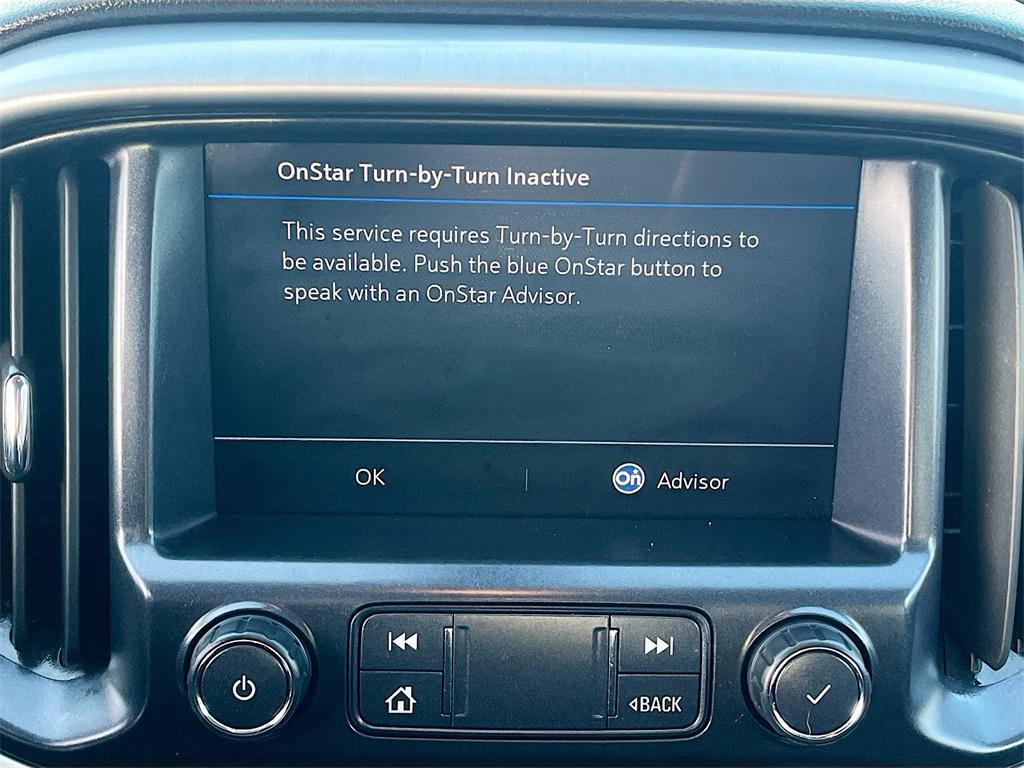 OnStar Turn-by-Turn Inactive
This service requires Turn-by-Turn directions to
be available. Push the blue OnStar button to
speak with an OnStar Advisor.
OK
On Advisor
BACK